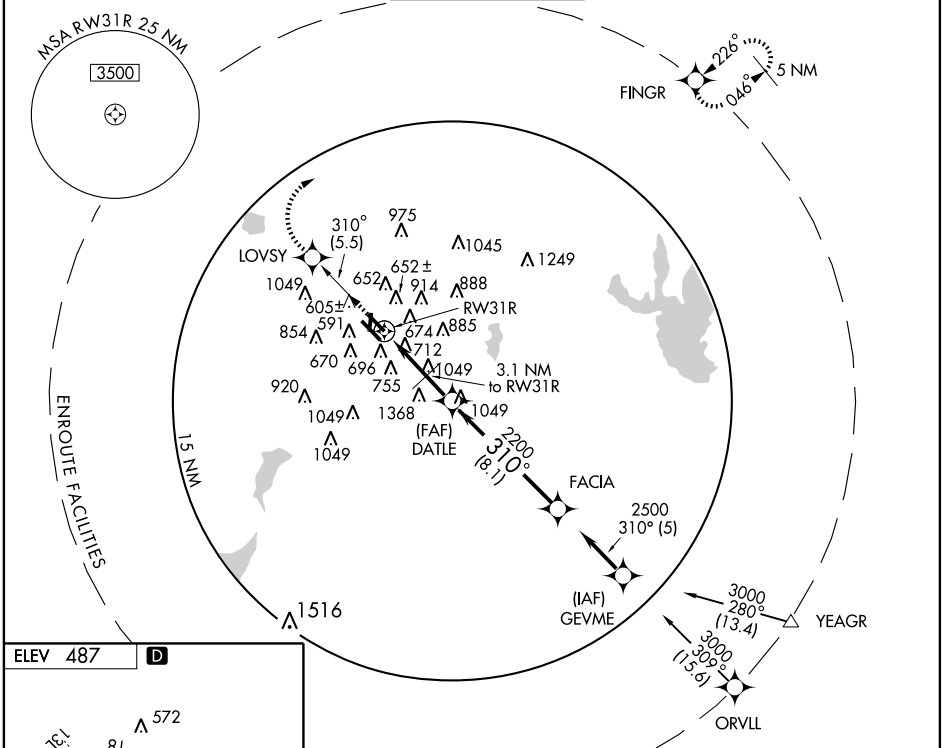 MSA RW31R 25 NM
3500
FINGR
226°
046°
5 NM
975
310°
(5.5)
1045
LOVSY
1249
652 ±
652
914
888
1049
605±
RW31R
591
854
674
885
712
670
696
1049
755
3.1 NM
to RW31R
920
1368
1049
1049
(FAF)
DATLE
1049
2200
310°
(8.1)
ENROUTE FACILITIES
15 NM
FACIA
2500
310° (5)
(IAF)
GEVME
3000
280°
(13.4)
YEAGR
3000
309°
(15.6)
ORVLL
1516
ELEV 487
D
572
13L